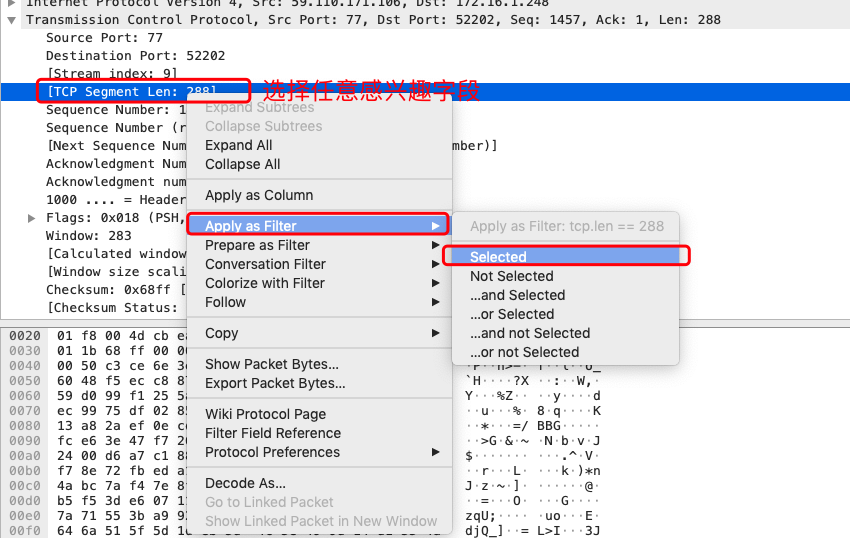 Internet Protocol Version 4, Src: 59.110.171.106, Dst: 172.16.1.248
Transmission Control Protocol, Src Port: 77, Dst Port: 52202, Seq: 1457, Ack: 1, Len: 288
Source Port: 77
Destination Port: 52202
[Stream index: 9]
[TCP Segment Len: 288]
选择任意感兴趣字段
Sequence Number: 1
Sequence Number (r
[Next Sequence Num
mber)]
Acknowledgment Num
Acknowledgment num
1000 .... = Header
Flags: 0x018 (PSH,
Window: 283
[Calculated window
[Window size scali
Checksum: 0x68ff [
[Checksum Status:
Expand Subtrees
Collapse Subtrees
Expand All
Collapse All
Apply as Column
Apply as Filter
Prepare as Filter
Conversation Filter
Colorize with Filter
Follow
Copy
Show Packet Bytes...
Export Packet Bytes...
Wiki Protocol Page
Filter Field Reference
Protocol Preferences
Decode As...
Go to Linked Packet
Show Linked Packet in New Window
Apply as Filter: tcp.len == 288
Selected
Not Selected
...and Selected
...or Selected
...and not Selected
...or not Selected
0020 01 f8 00 4d cb ea
0030 01 1b 68 ff 00 00
0040 00 50 c3 ce 6e 3
0050 60 48 f5 ec c8 87
0060 59 d0 99 f1 25 5a
0070 ec 99 75 df 02 85
0080 13 a8 2a ef 0e c
0090 fc e6 3e 47 f7 26
00a0 24 00 d6 a7 c1 88
00b0 f7 8e 72 fb ed a
00c0 4a bc 7a f4 7e 8
00d0 b5 f5 3d e6 07 1
00e0 7a 71 55 3b a9 9
00f0 64 6a 51 5f 5d 1
`H····?X ··:··W,
Y···%Z ··y····d
··u···% 8·q····K
··*···=/ BBG·····
··>G·&·~ ·N·b·v·J
$······· ····.^·V·
··r···L· ···k·)*n
J·z·~·]· ·······@
··=···O· ···G····
zqU;···· ·uo···E·
djQ_]··= L>I···3J